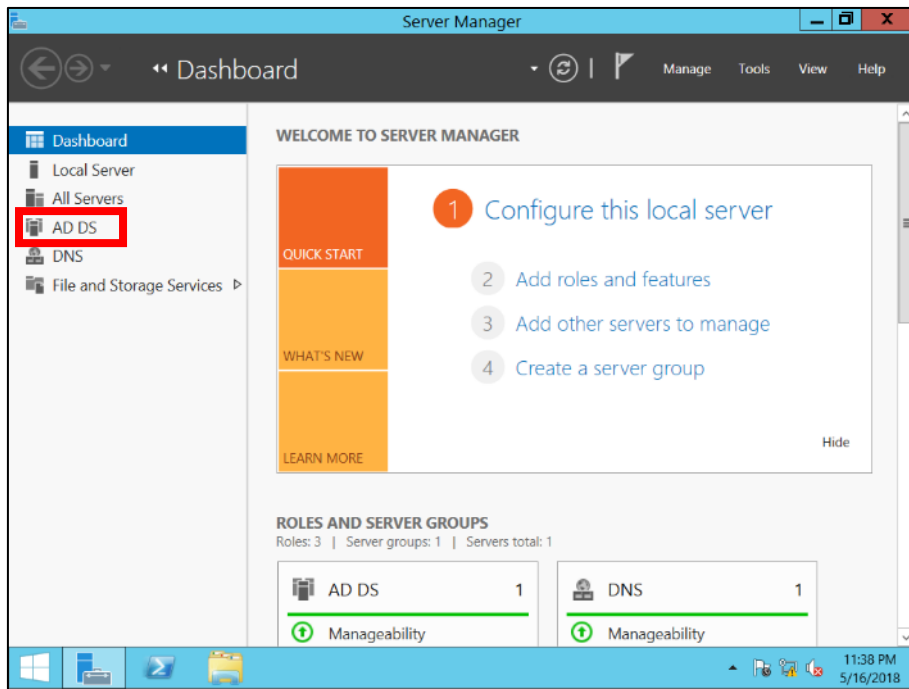 Server Manager
Dashboard
Manage Tools View Help
Dashboard
Local Server
All Servers
AD DS
DNS
File and Storage Services
WELCOME TO SERVER MANAGER
QUICK START
WHAT'S NEW
LEARN MORE
1 Configure this local server
2 Add roles and features
3 Add other servers to manage
4 Create a server group
Hide
ROLES AND SERVER GROUPS
Roles: 3 | Server groups: 1 | Servers total: 1
AD DS 1
Manageability
DNS 1
Manageability
11:38 PM
5/16/2018